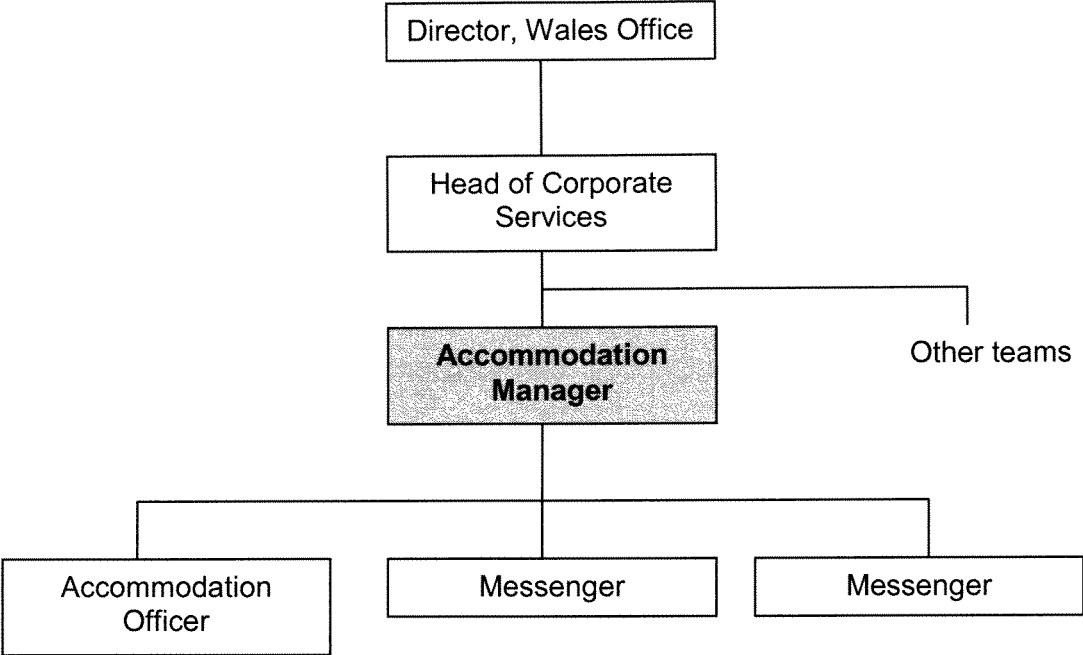 Director, Wales Office
Head of Corporate
Services
Accommodation
Manager
Other teams
Accommodation
Officer
Messenger
Messenger